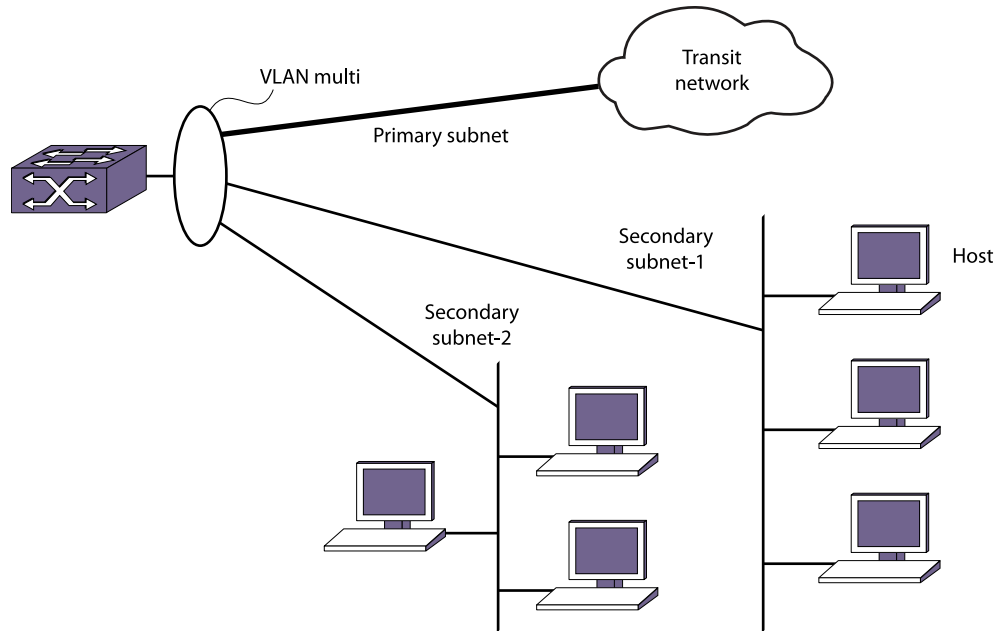 VLAN multi
Transit
network
Primary subnet
Secondary
subnet-1
Host
Secondary
subnet-2